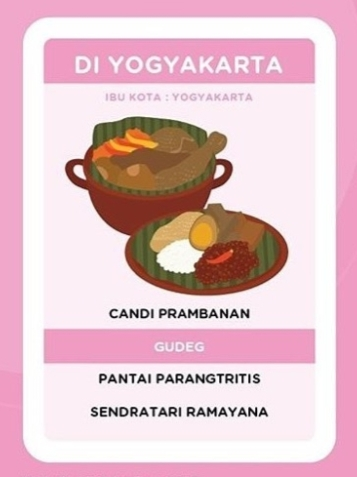 DI YOGYAKARTA
IBU KOTA : YOGYAKARTA
CANDI PRAMBANAN
GUDEG
PANTAI PARANGTRITIS
SENDRATARI RAMAYANA